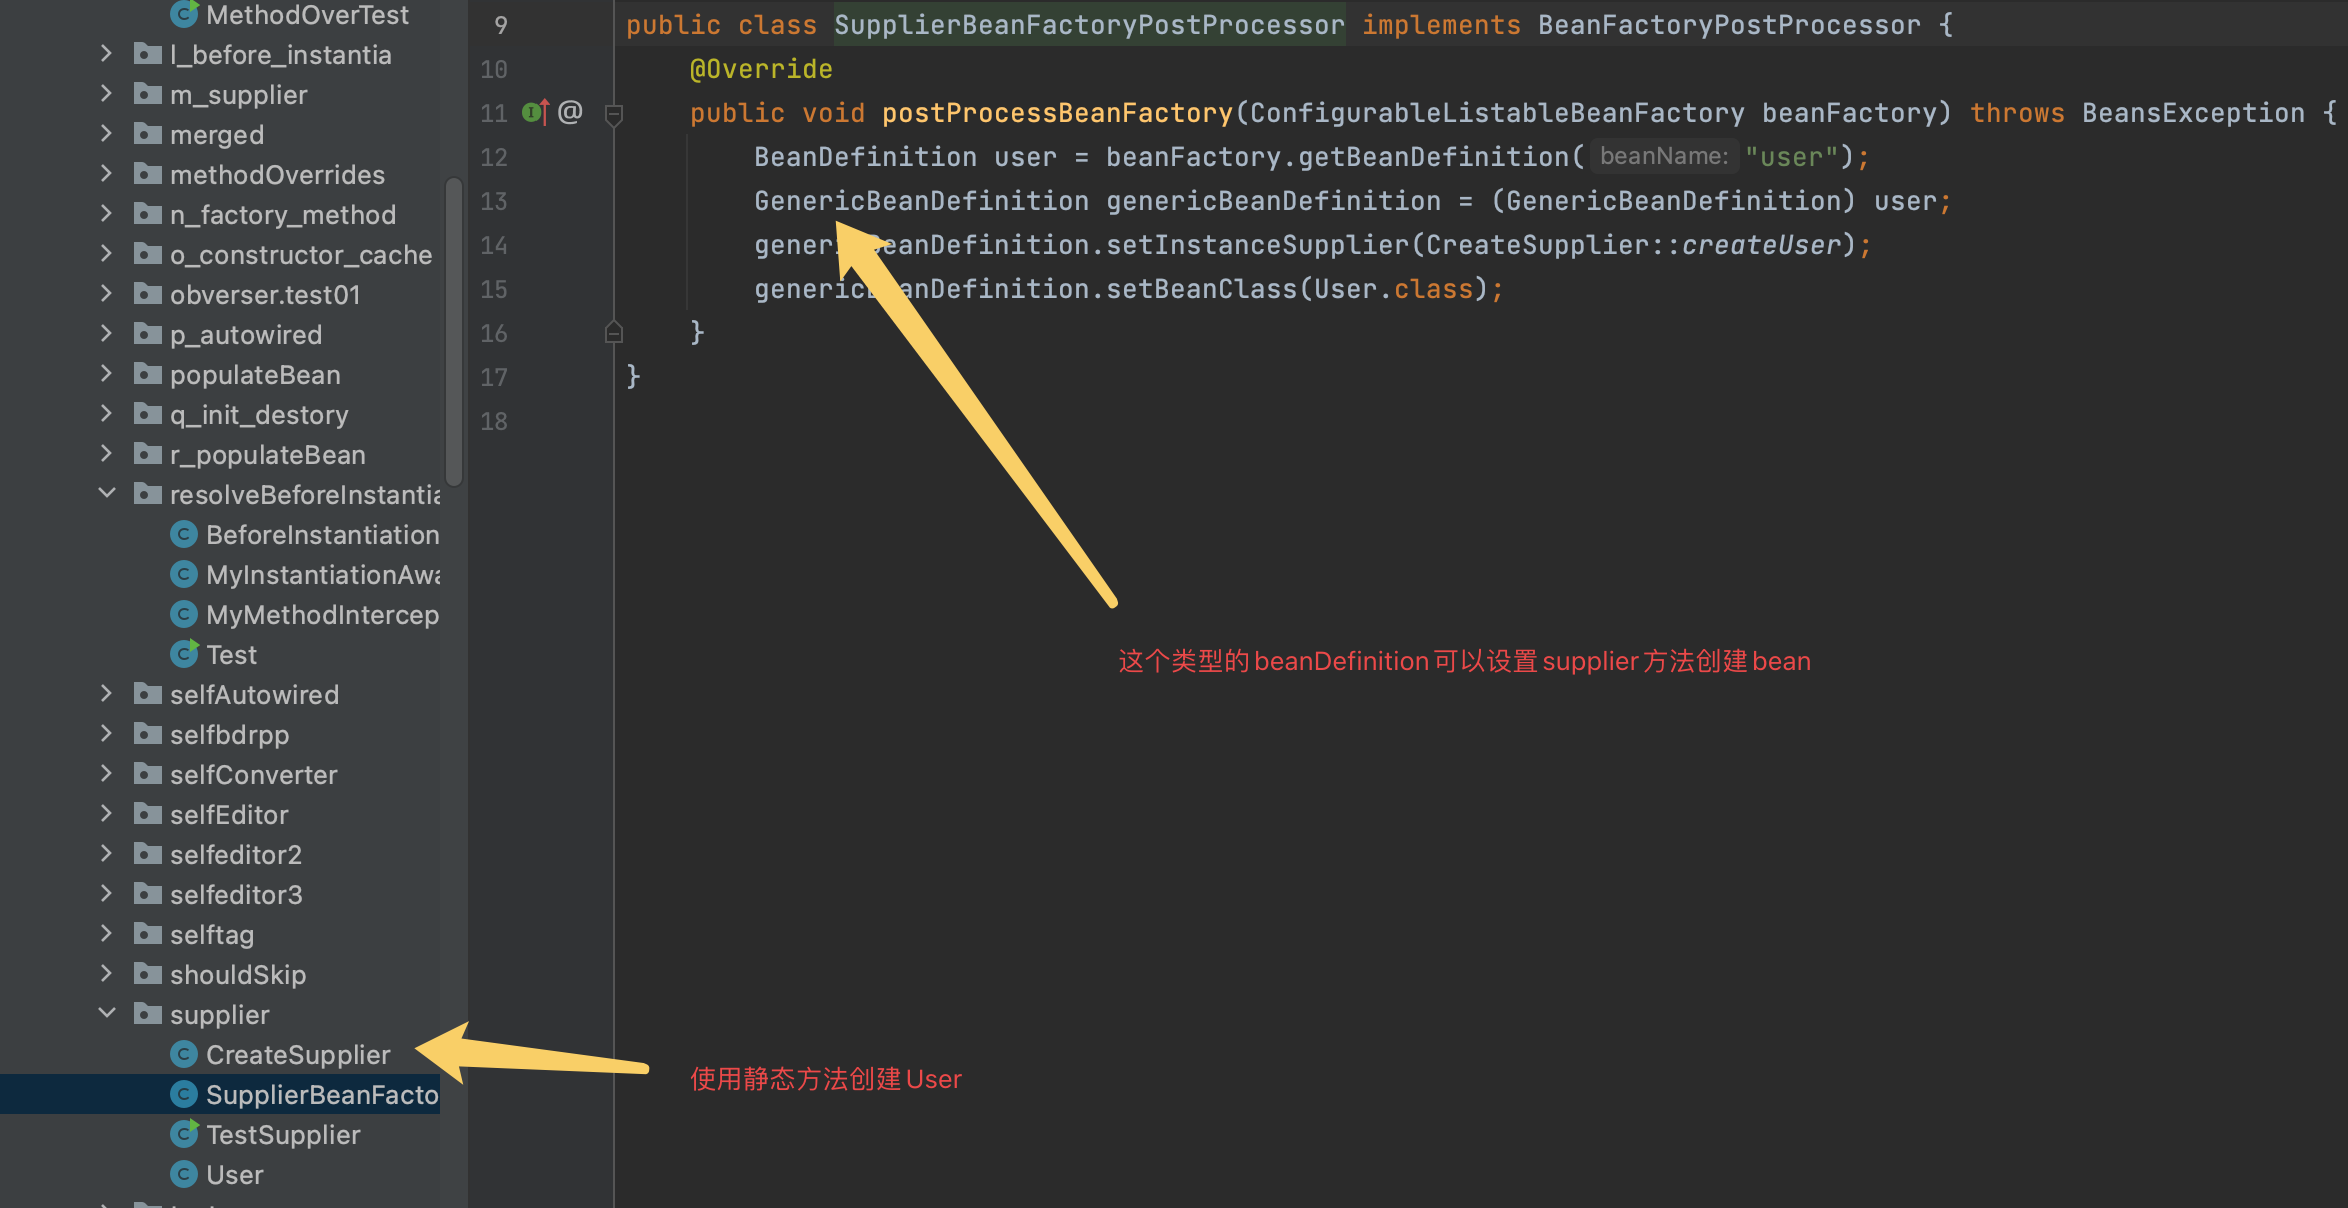 MethodOverTest
l_before_instantia
m_supplier
merged
methodOverrides
n_factory_method
o_constructor_cache
obverser.test01
p_autowired
populateBean
q_init_destory
r_populateBean
resolveBeforeInstantia
BeforeInstantiation
MyInstantiationAwa
MyMethodIntercep
Test
selfAutowired
selfbdrpp
selfConverter
selfEditor
selfeditor2
selfeditor3
selftag
shouldSkip
supplier
CreateSupplier
SupplierBeanFacto
TestSupplier
User
9 public class SupplierBeanFactoryPostProcessor implements BeanFactoryPostProcessor {
10 @Override
11 @ public void postProcessBeanFactory(ConfigurableListableBeanFactory beanFactory) throws BeansException {
12 BeanDefinition user = beanFactory.getBeanDefinition( beanName: "user");
13 GenericBeanDefinition genericBeanDefinition = (GenericBeanDefinition) user;
14 genericBeanDefinition.setInstanceSupplier(CreateSupplier::createUser);
15 genericBeanDefinition.setBeanClass(User.class);
16 }
17 }
18
这个类型的beanDefinition可以设置supplier方法创建bean
使用静态方法创建User